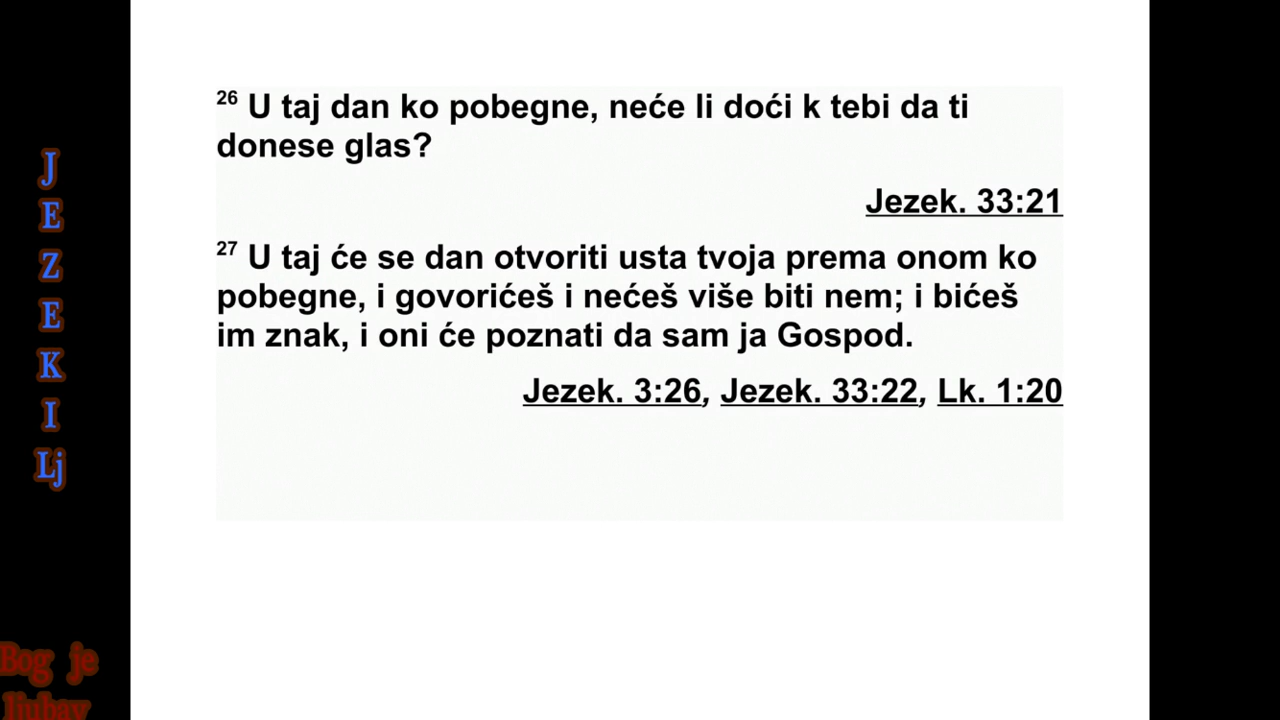 J
E
Z
E
K
I
Lj
Bog je
ljubav
26 U taj dan ko pobegne, neće li doći k tebi da ti
donese glas?
Jezek. 33:21
27 U taj će se dan otvoriti usta tvoja prema onom ko
pobegne, i govorićeš i nećeš više biti nem; i bićeš
im znak, i oni će poznati da sam ja Gospod.
Jezek. 3:26, Jezek. 33:22, Lk. 1:20